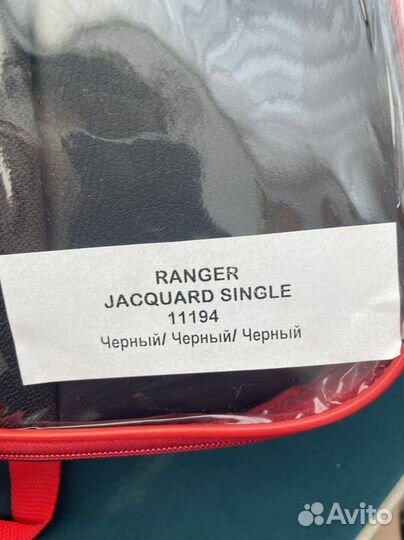 RANGER
JACQUARD SINGLE
11194
Черный/ Черный/ Черный
Avito